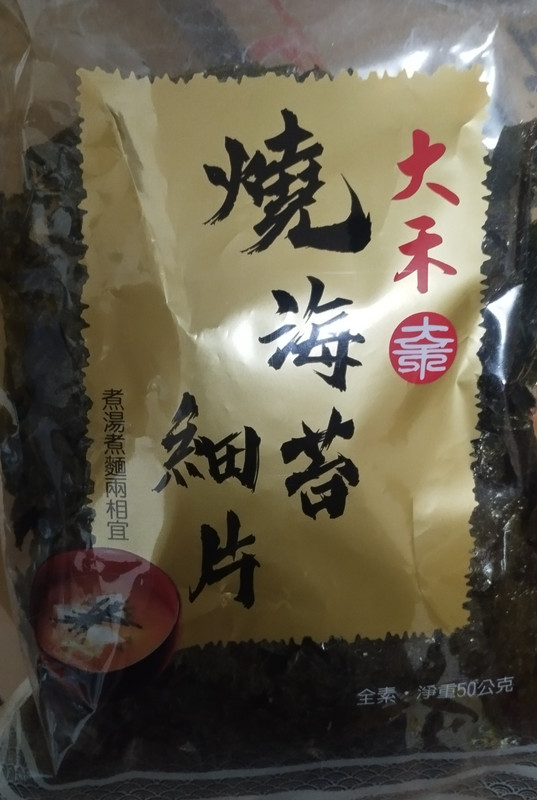 大禾
燒海苔
細片
煮湯煮麵兩相宜
全素・淨重50公克